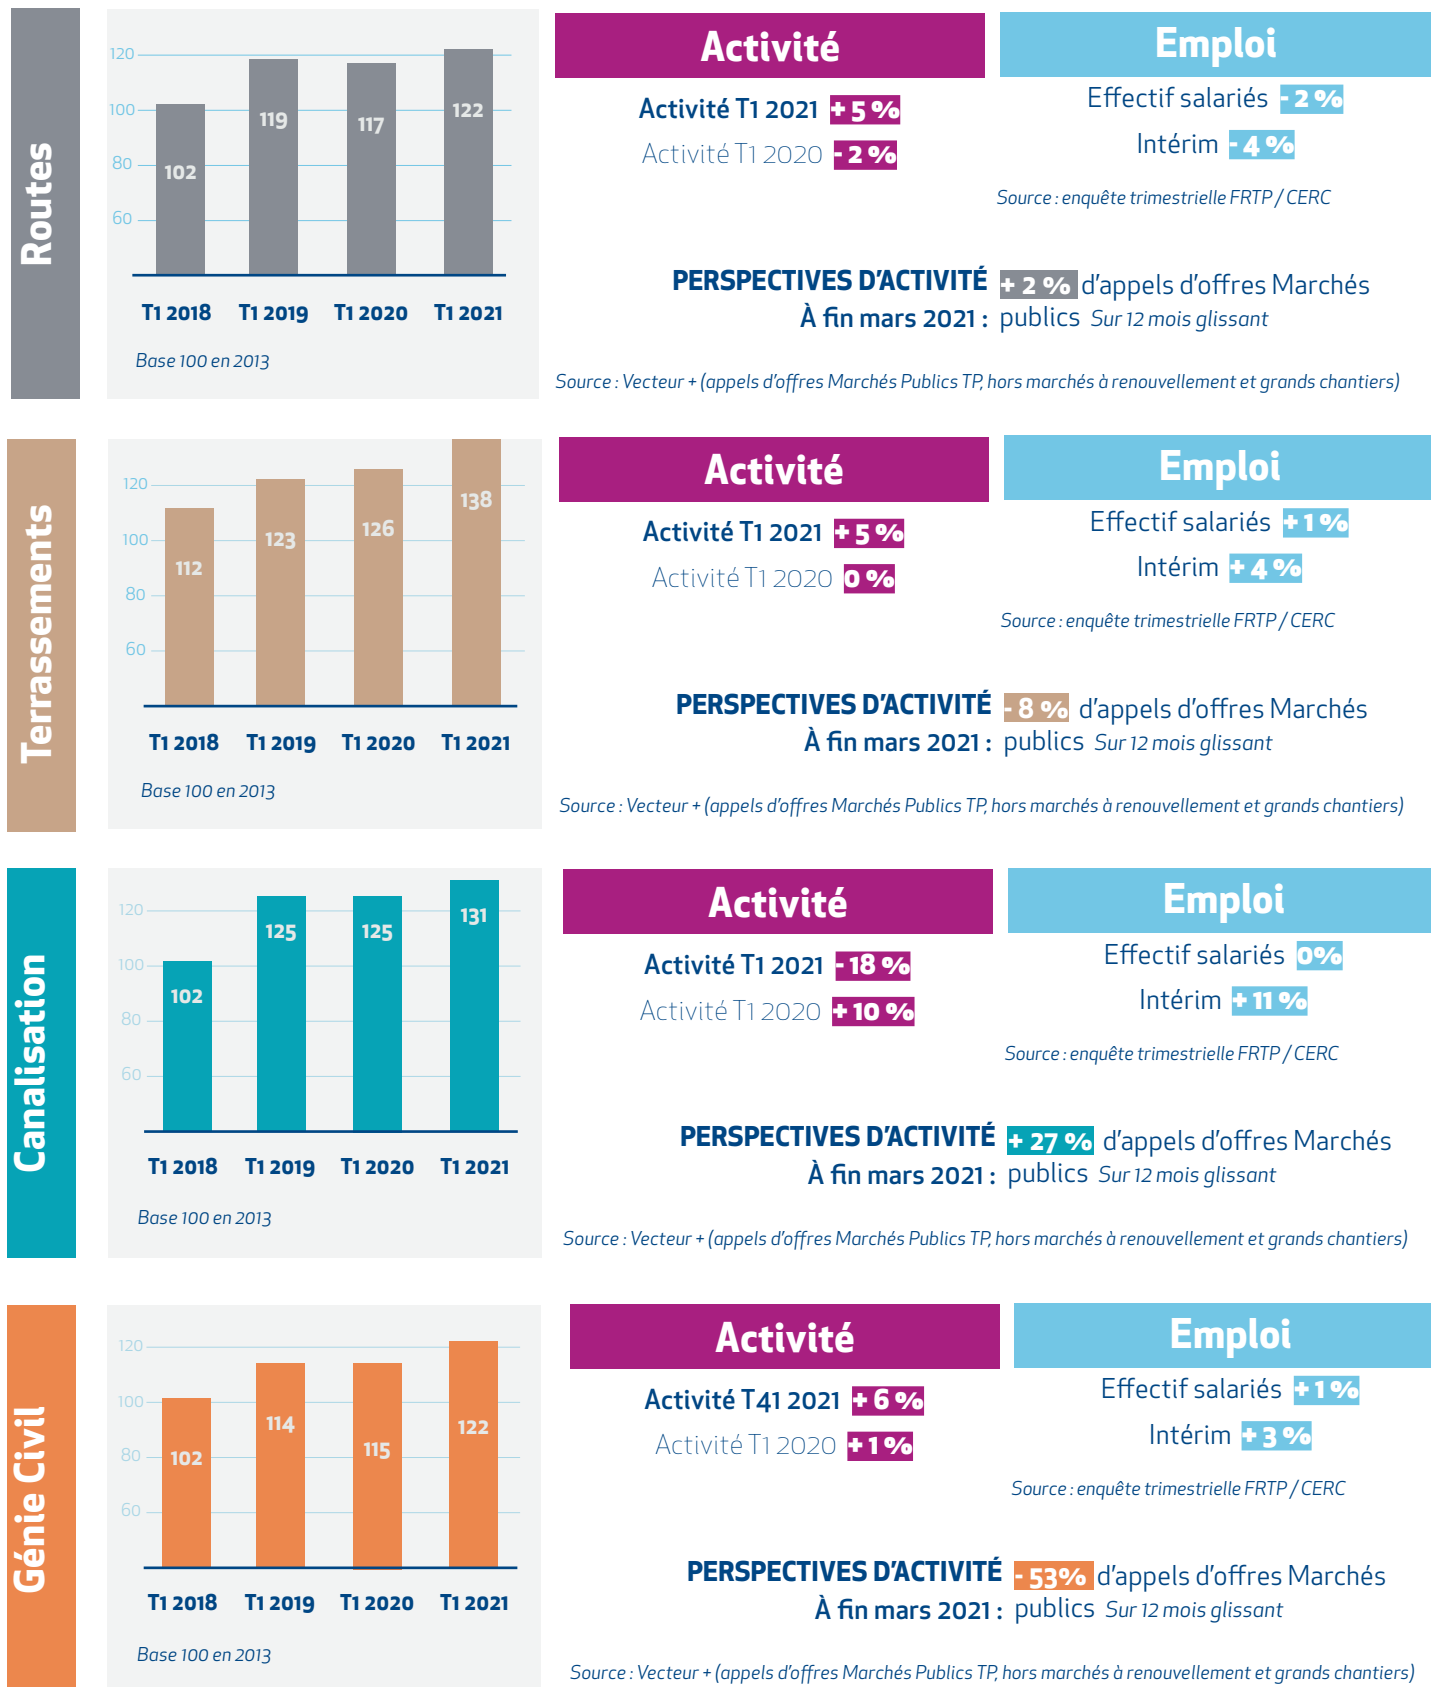 Routes
120
100
80
60
102
119
117
122
T1 2018 T1 2019 T1 2020 T1 2021
Base 100 en 2013
Activité
Activité T1 2021 + 5 %
Activité T1 2020 - 2 %
Emploi
Effectif salariés - 2 %
Intérim - 4 %
Source : enquête trimestrielle FRTP / CERC
PERSPECTIVES D'ACTIVITÉ
À fin mars 2021 :
+ 2 % d'appels d'offres Marchés
publics Sur 12 mois glissant
Source : Vecteur + (appels d'offres Marchés Publics TP, hors marchés à renouvellement et grands chantiers)
Terrassements
120
100
80
60
112
123
126
138
T1 2018 T1 2019 T1 2020 T1 2021
Base 100 en 2013
Activité
Activité T1 2021 + 5 %
Activité T1 2020 0 %
Emploi
Effectif salariés + 1 %
Intérim + 4 %
Source : enquête trimestrielle FRTP / CERC
PERSPECTIVES D'ACTIVITÉ
À fin mars 2021 :
- 8 % d'appels d'offres Marchés
publics Sur 12 mois glissant
Source : Vecteur + (appels d'offres Marchés Publics TP, hors marchés à renouvellement et grands chantiers)
Canalisation
120
100
80
60
102
125
125
131
T1 2018 T1 2019 T1 2020 T1 2021
Base 100 en 2013
Activité
Activité T1 2021 - 18 %
Activité T1 2020 + 10 %
Emploi
Effectif salariés 0%
Intérim + 11 %
Source : enquête trimestrielle FRTP / CERC
PERSPECTIVES D'ACTIVITÉ
À fin mars 2021 :
+ 27 % d'appels d'offres Marchés
publics Sur 12 mois glissant
Source : Vecteur + (appels d'offres Marchés Publics TP, hors marchés à renouvellement et grands chantiers)
Génie Civil
120
100
80
60
102
114
115
122
T1 2018 T1 2019 T1 2020 T1 2021
Base 100 en 2013
Activité
Activité T41 2021 + 6 %
Activité T1 2020 + 1 %
Emploi
Effectif salariés + 1 %
Intérim + 3 %
Source : enquête trimestrielle FRTP / CERC
PERSPECTIVES D'ACTIVITÉ
À fin mars 2021 :
- 53% d'appels d'offres Marchés
publics Sur 12 mois glissant
Source : Vecteur + (appels d'offres Marchés Publics TP, hors marchés à renouvellement et grands chantiers)